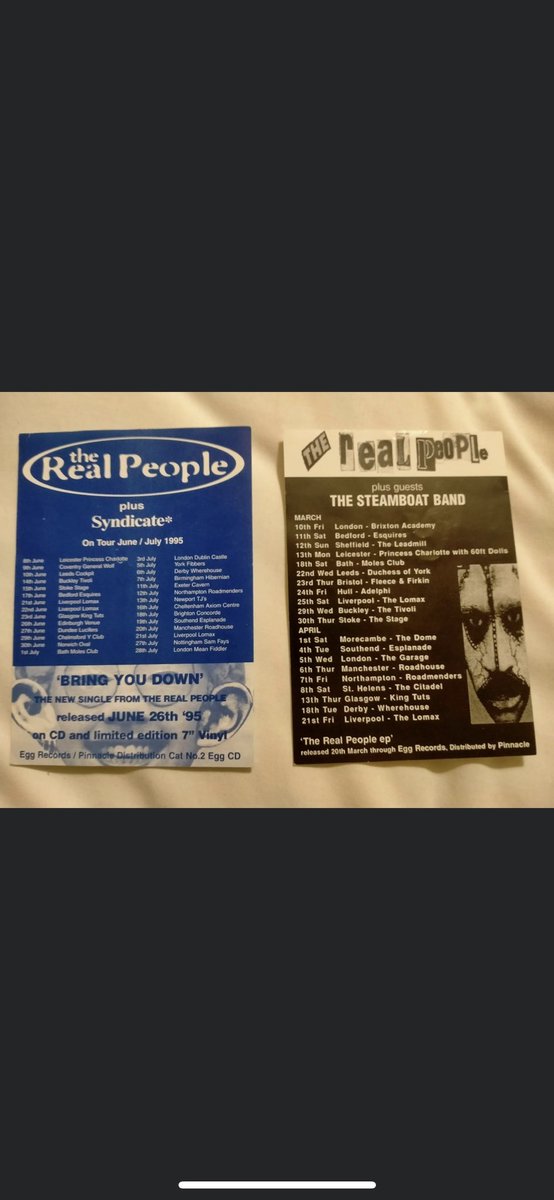 the
Real People
plus
Syndicate*
On Tour June / July 1995
8th June Leicester Princess Charlotte
9th June Coventry General Wolf
10th June Leeds Cockpit
14th June Buckley Tivoli
15th June Stoke Stage
17th June Bedford Esquires
21st June Liverpool Lomax
22nd June Liverpool Lomax
23rd June Glasgow King Tuts
26th June Edinburgh Venue
27th June Dundee Lucifers
29th June Chelmsford Y Club
30th June Norwich Oval
1st July Bath Moles Club
3rd July London Dublin Castle
5th July York Fibbers
6th July Derby Wherehouse
7th July Birmingham Hibernian
11th July Exeter Cavern
12th July Northampton Roadmenders
13th July Newport TJ's
16th July Cheltenham Axiom Centre
18th July Brighton Concorde
19th July Southend Esplanade
20th July Manchester Roadhouse
21st July Liverpool Lomax
27th July Nottingham Sam Fays
28th July London Mean Fiddler
'BRING YOU DOWN'
THE NEW SINGLE FROM THE REAL PEOPLE
released JUNE 26th '95
on CD and limited edition 7" Vinyl
Egg Records / Pinnacle Distribution Cat No.2 Egg CD
THE real People
plus guests
THE STEAMBOAT BAND
MARCH
10th Fri London - Brixton Academy
11th Sat Bedford - Esquires
12th Sun Sheffield - The Leadmill
13th Mon Leicester - Princess Charlotte with 60ft Dolls
18th Sat Bath - Moles Club
22nd Wed Leeds - Duchess of York
23rd Thur Bristol - Fleece & Firkin
24th Fri Hull - Adelphi
25th Sat Liverpool - The Lomax
29th Wed Buckley - The Tivoli
30th Thur Stoke - The Stage
APRIL
1st Sat Morecambe - The Dome
4th Tue Southend - Esplanade
5th Wed London - The Garage
6th Thur Manchester - Roadhouse
7th Fri Northampton - Roadmenders
8th Sat St. Helens - The Citadel
13th Thur Glasgow - King Tuts
18th Tue Derby - Wherehouse
21st Fri Liverpool - The Lomax
'The Real People ep'
released 20th March through Egg Records, Distributed by Pinnacle